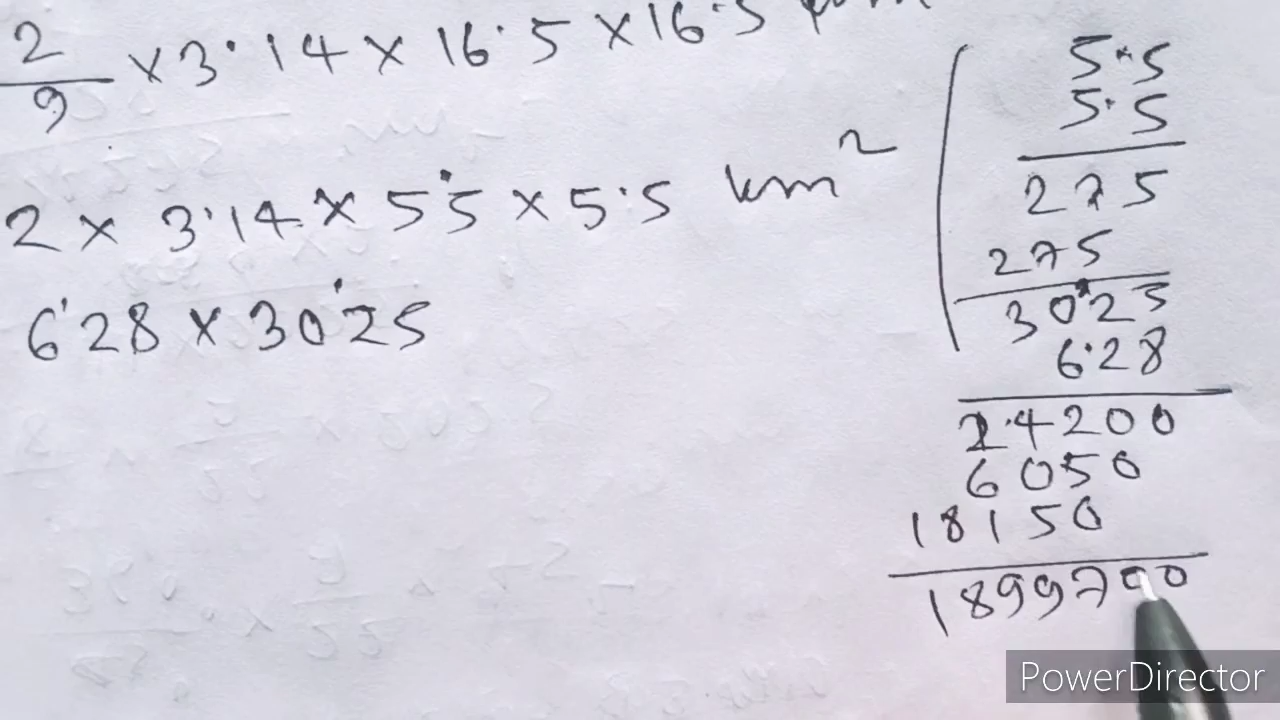 2/9 × 3.14 × 16.5 × 16.5
2 × 3.14 × 5.5 × 5.5 km²
6.28 × 30.25
5.5
5.5
275
275
30.25
6.28
24200
6050
18150
1899700
PowerDirector